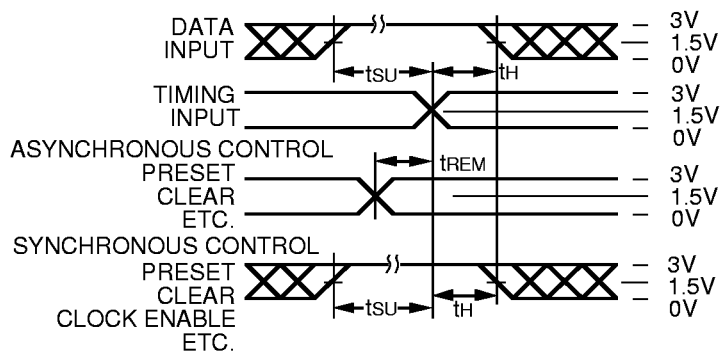 DATA
INPUT
3V
1.5V
0V
tSU
tH
TIMING
INPUT
3V
1.5V
0V
ASYNCHRONOUS CONTROL
tREM
PRESET
CLEAR
ETC.
3V
1.5V
0V
SYNCHRONOUS CONTROL
PRESET
CLEAR
CLOCK ENABLE
ETC.
3V
1.5V
0V
tSU
tH